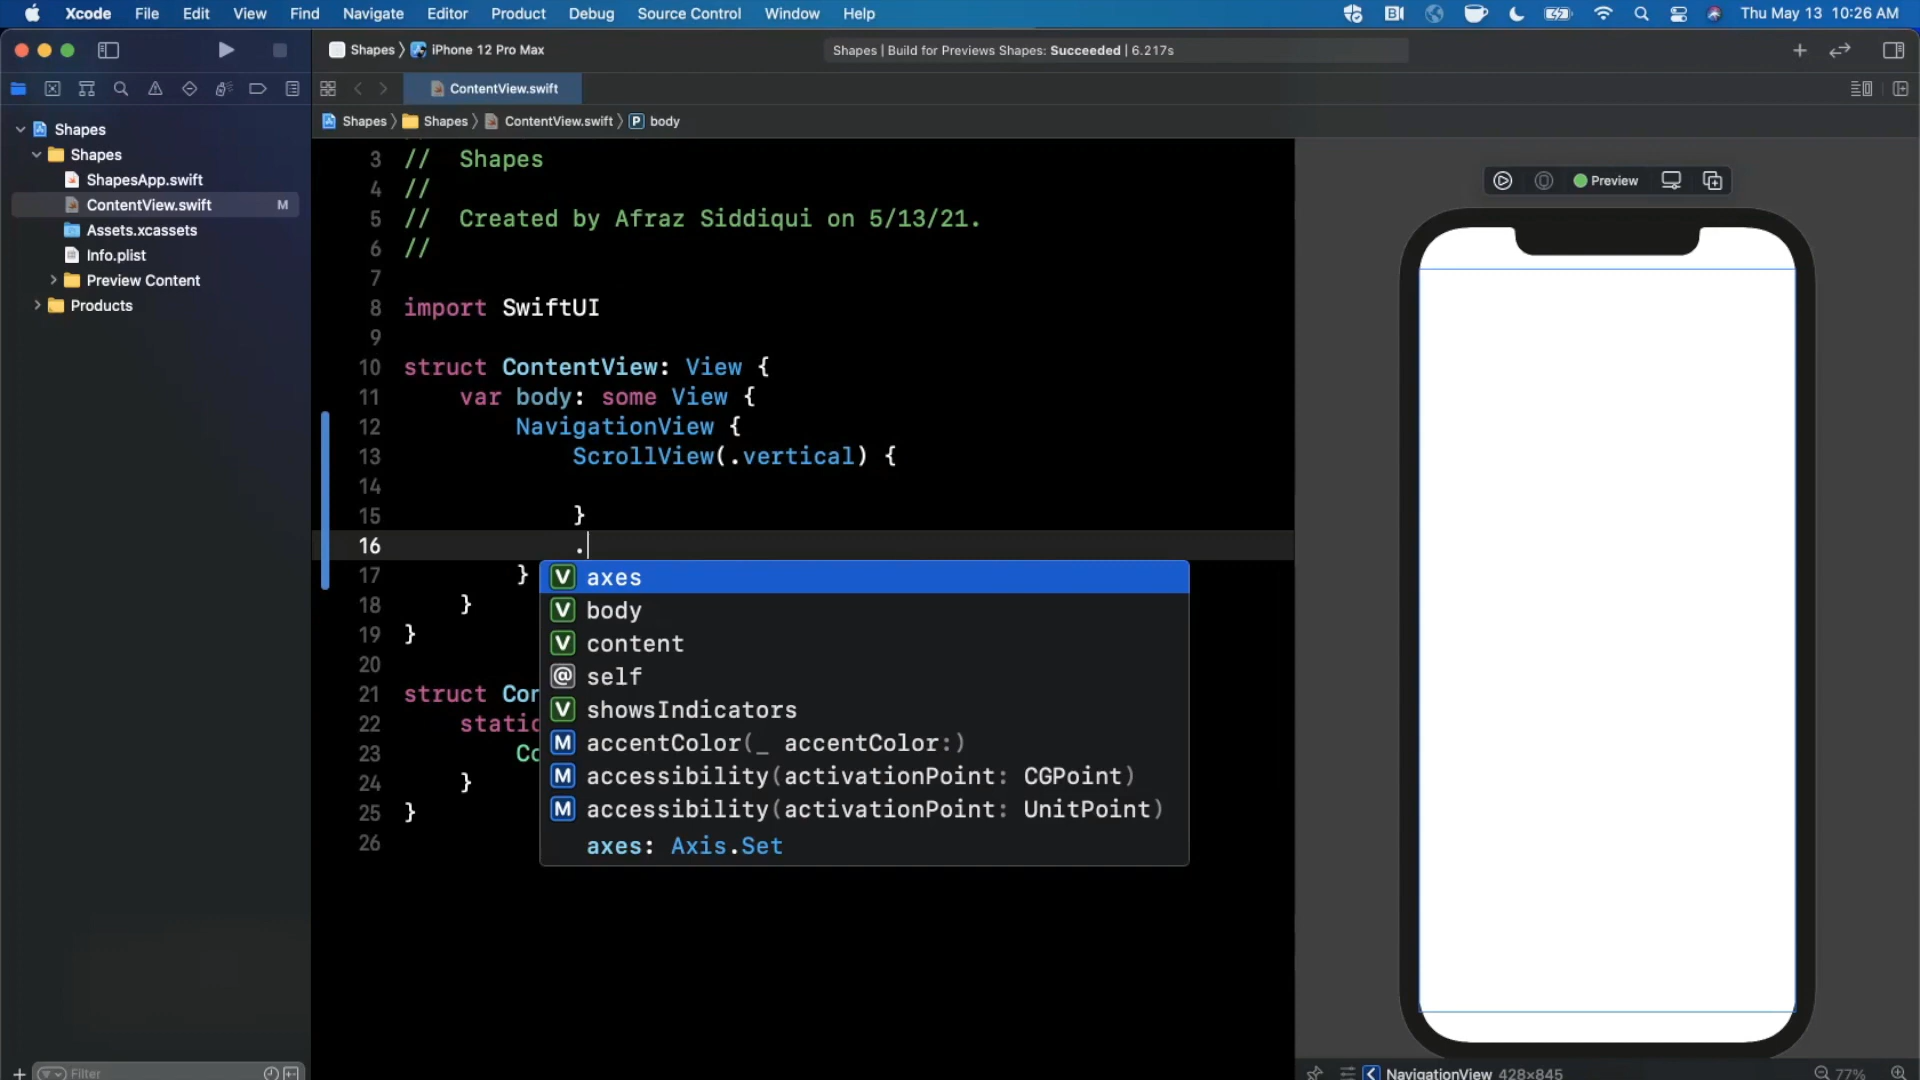 Xcode File Edit View Find Navigate Editor Product Debug Source Control Window Help Thu May 13 10:26 AM
Shapes iPhone 12 Pro Max Shapes | Build for Previews Shapes: Succeeded | 6.217s
ContentView.swift
Shapes Shapes ContentView.swift P body
Shapes
Shapes
ShapesApp.swift
ContentView.swift M
Assets.xcassets
Info.plist
Preview Content
Products
Filter
3 // Shapes
4 //
5 // Created by Afraz Siddiqui on 5/13/21.
6 //
7
8 import SwiftUI
9
10 struct ContentView: View {
11 var body: some View {
12 NavigationView {
13 ScrollView(.vertical) {
14
15 }
16 .
17 }
18 }
19 }
20
21 struct Con
22 static
23 Co
24 }
25 }
26
V axes
V body
V content
@ self
V showsIndicators
M accentColor(_ accentColor:)
M accessibility(activationPoint: CGPoint)
M accessibility(activationPoint: UnitPoint)
axes: Axis.Set
Preview
NavigationView 428×845 77%